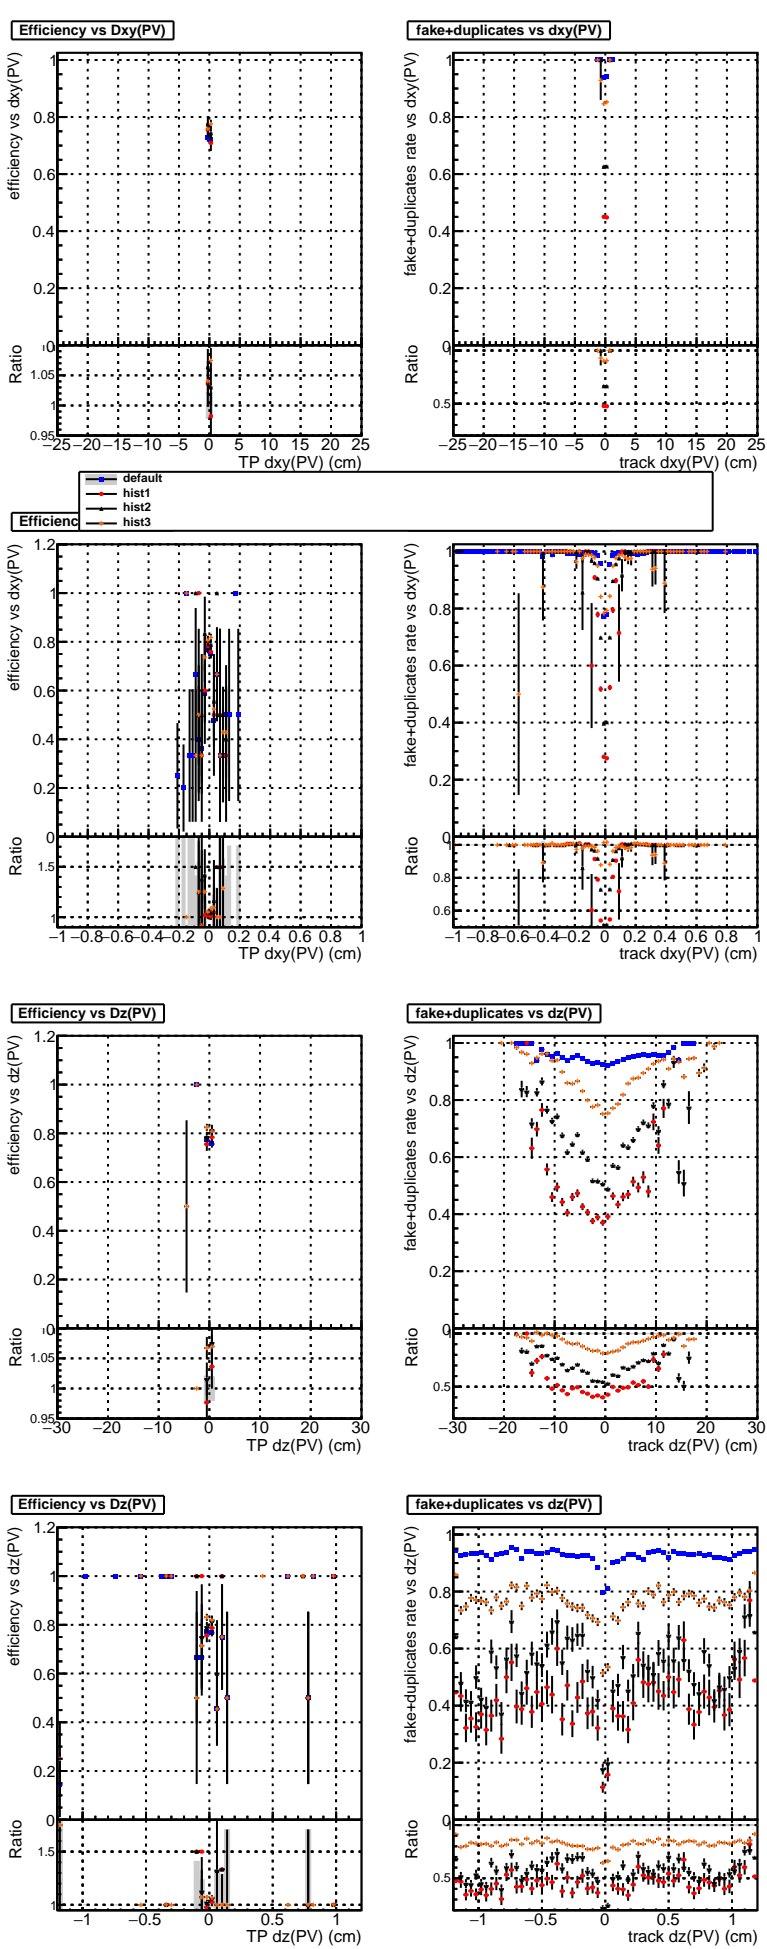 Efficiency vs Dxy(PV)
efficiency vs dxy(PV)
1
0.8
0.6
0.4
0.2
0
Ratio
1.05
1
0.95
−25 −20 −15 −10 −5 0 5 10 15 20 25
TP dxy(PV) (cm)
fake+duplicates vs dxy(PV)
fake+duplicates rate vs dxy(PV)
1
0.8
0.6
0.4
0.2
0
Ratio
1
0.5
−25 −20 −15 −10 −5 0 5 10 15 20 25
track dxy(PV) (cm)
default
hist1
hist2
hist3
Efficienc
efficiency vs dxy(PV)
1.2
1
0.8
0.6
0.4
0.2
0
Ratio
1.5
1
−1 −0.8 −0.6 −0.4 −0.2 0 0.2 0.4 0.6 0.8 1
TP dxy(PV) (cm)
fake+duplicates rate vs dxy(PV)
1
0.8
0.6
0.4
0.2
0
Ratio
1
0.8
0.6
−1 −0.8 −0.6 −0.4 −0.2 0 0.2 0.4 0.6 0.8 1
track dxy(PV) (cm)
Efficiency vs Dz(PV)
efficiency vs dz(PV)
1.2
1
0.8
0.6
0.4
0.2
0
Ratio
1.05
1
0.95
−30 −20 −10 0 10 20 30
TP dz(PV) (cm)
fake+duplicates vs dz(PV)
fake+duplicates rate vs dz(PV)
1
0.8
0.6
0.4
0.2
0
Ratio
1
0.5
−30 −20 −10 0 10 20 30
track dz(PV) (cm)
Efficiency vs Dz(PV)
efficiency vs dz(PV)
1.2
1
0.8
0.6
0.4
0.2
0
Ratio
1.5
1
−1 −0.5 0 0.5 1
TP dz(PV) (cm)
fake+duplicates vs dz(PV)
fake+duplicates rate vs dz(PV)
1
0.8
0.6
0.4
0.2
0
Ratio
0.5
−1 −0.5 0 0.5 1
track dz(PV) (cm)